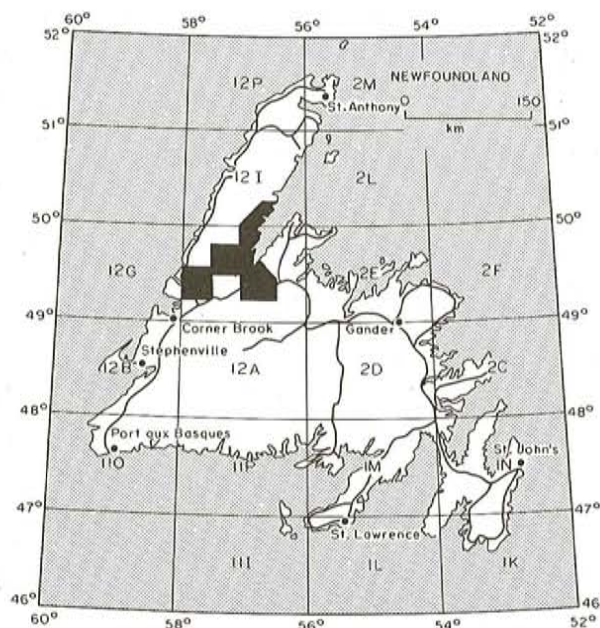 60° 58° 56° 54° 52°
52° 52°
12P 2M NEWFOUNDLAND
St. Anthony 0 150
51° km 51°
12I 2L
50° 50°
12G 2E 2F
49° 49°
Corner Brook Gander
Stephenville
12B 12A 2D 2C
48° 48°
Port aux Basques St. John's
11O 11P 1M 1N
47° 47°
St. Lawrence
11I 1L 1K
46° 46°
60° 58° 56° 54° 52°